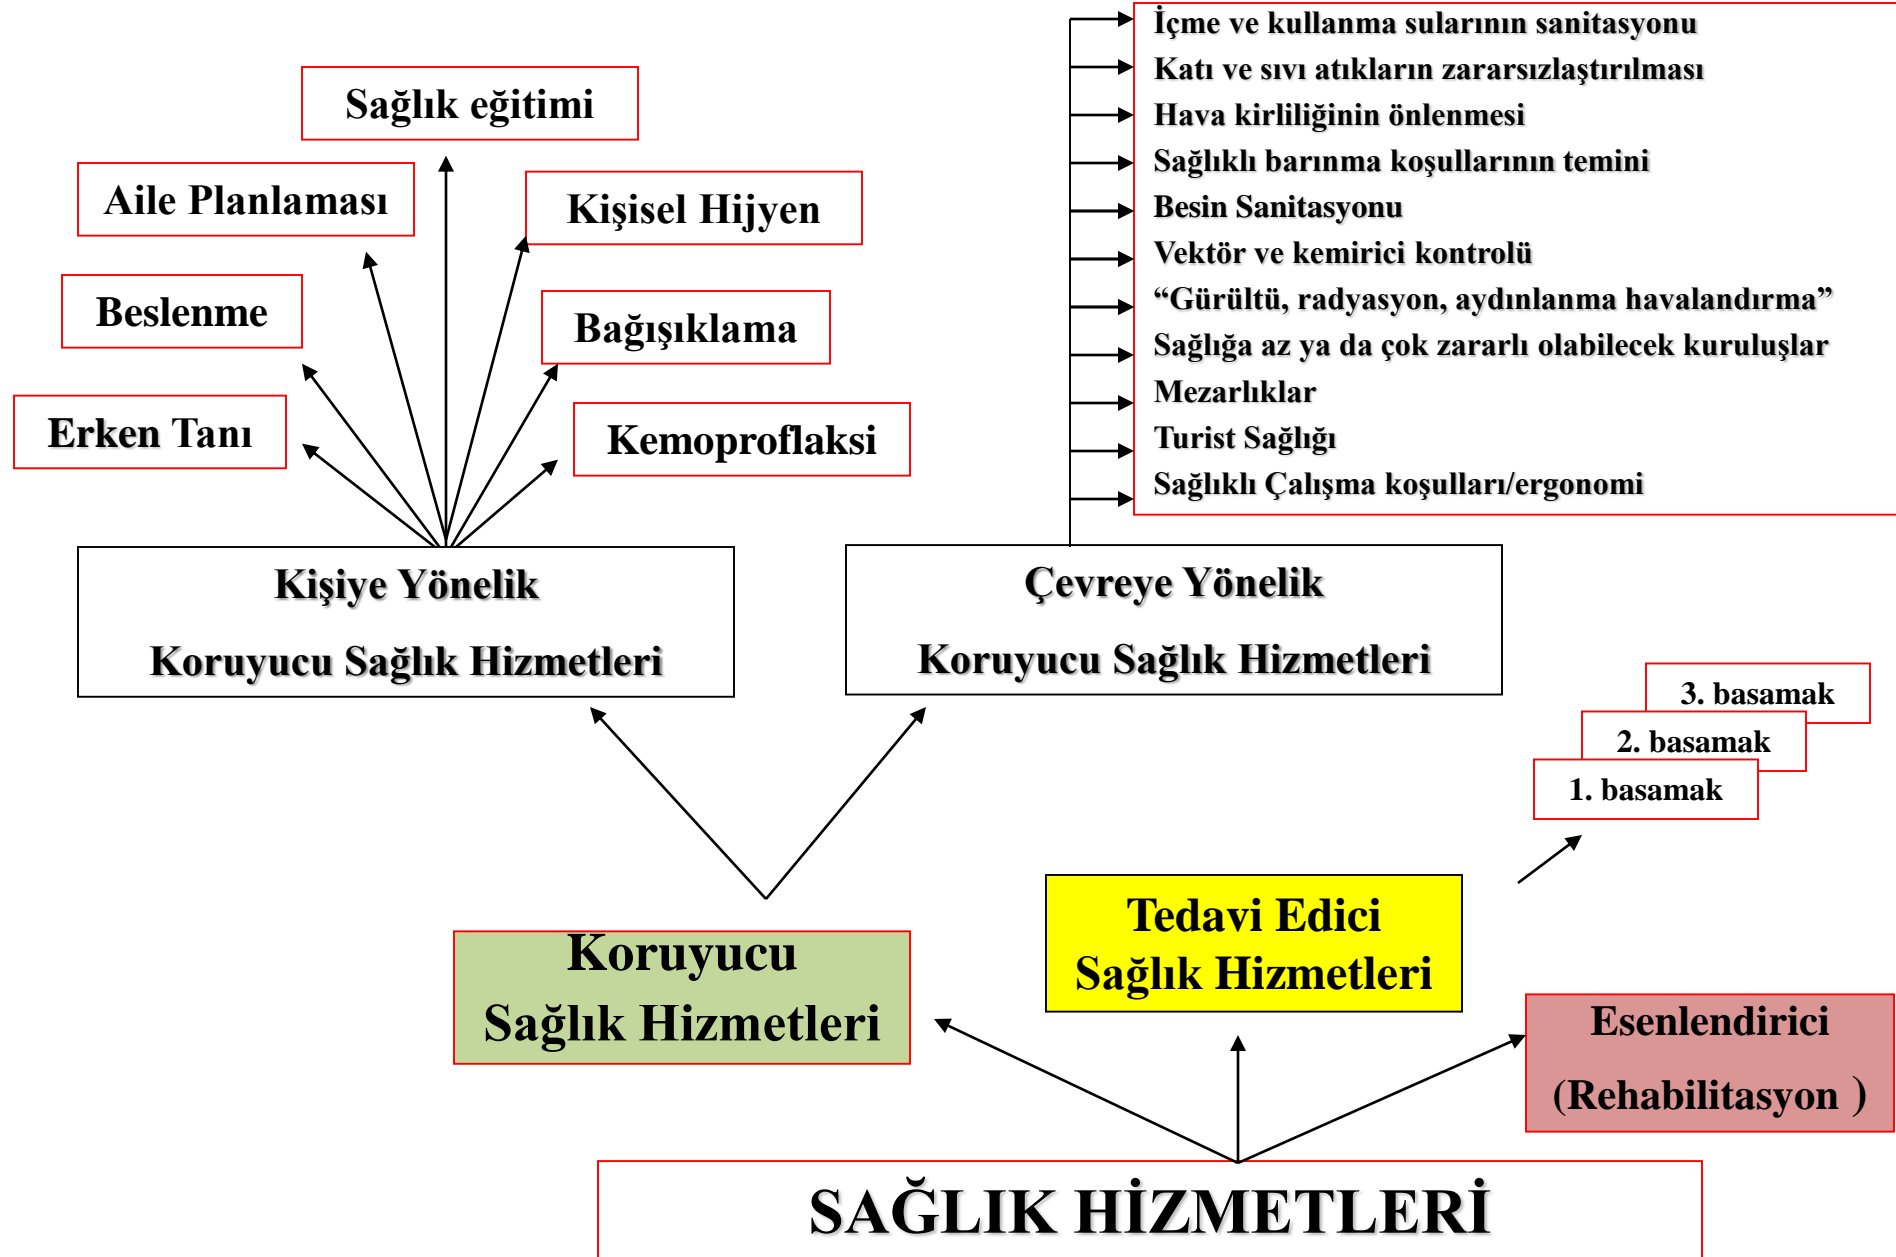 İçme ve kullanma sularının sanitasyonu
Katı ve sıvı atıkların zararsızlaştırılması
Hava kirliliğinin önlenmesi
Sağlıklı barınma koşullarının temini
Besin Sanitasyonu
Vektör ve kemirici kontrolü
“Gürültü, radyasyon, aydınlanma havalandırma”
Sağlığa az ya da çok zararlı olabilecek kuruluşlar
Mezarlıklar
Turist Sağlığı
Sağlıklı Çalışma koşulları/ergonomi
Sağlık eğitimi
Aile Planlaması
Kişisel Hijyen
Beslenme
Bağışıklama
Erken Tanı
Kemoproflaksi
Kişiye Yönelik
Koruyucu Sağlık Hizmetleri
Çevreye Yönelik
Koruyucu Sağlık Hizmetleri
3. basamak
2. basamak
1. basamak
Koruyucu
Sağlık Hizmetleri
Tedavi Edici
Sağlık Hizmetleri
Esenlendirici
(Rehabilitasyon )
SAĞLIK HİZMETLERİ